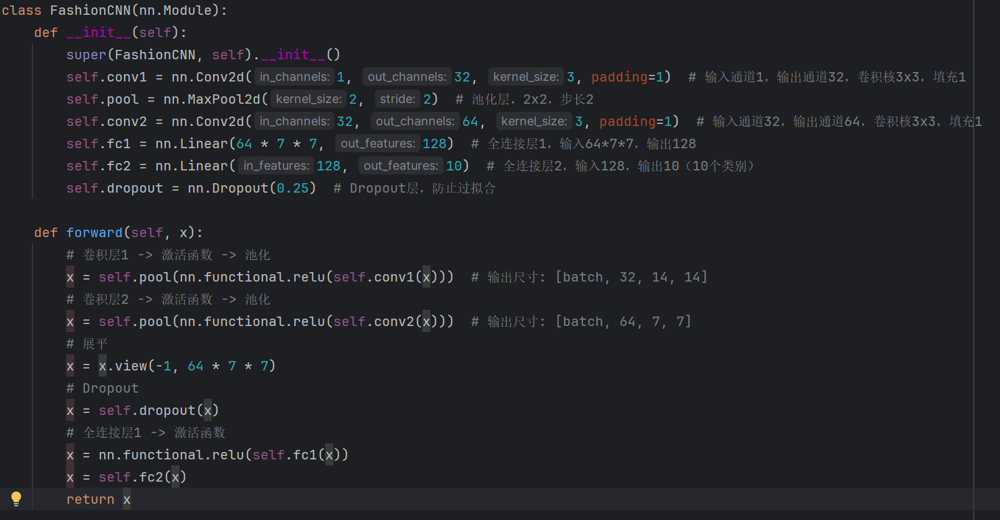 class FashionCNN(nn.Module):
    def __init__(self):
        super(FashionCNN, self).__init__()
        self.conv1 = nn.Conv2d( in_channels: 1,  out_channels: 32,  kernel_size: 3, padding=1)  # 输入通道1，输出通道32，卷积核3x3，填充1
        self.pool = nn.MaxPool2d( kernel_size: 2,  stride: 2)  # 池化层，2x2，步长2
        self.conv2 = nn.Conv2d( in_channels: 32,  out_channels: 64,  kernel_size: 3, padding=1)  # 输入通道32，输出通道64，卷积核3x3，填充1
        self.fc1 = nn.Linear(64 * 7 * 7,  out_features: 128)  # 全连接层1，输入64*7*7，输出128
        self.fc2 = nn.Linear( in_features: 128,  out_features: 10)  # 全连接层2，输入128，输出10（10个类别）
        self.dropout = nn.Dropout(0.25)  # Dropout层，防止过拟合

    def forward(self, x):
        # 卷积层1 -> 激活函数 -> 池化
        x = self.pool(nn.functional.relu(self.conv1(x)))  # 输出尺寸: [batch, 32, 14, 14]
        # 卷积层2 -> 激活函数 -> 池化
        x = self.pool(nn.functional.relu(self.conv2(x)))  # 输出尺寸: [batch, 64, 7, 7]
        # 展平
        x = x.view(-1, 64 * 7 * 7)
        # Dropout
        x = self.dropout(x)
        # 全连接层1 -> 激活函数
        x = nn.functional.relu(self.fc1(x))
        x = self.fc2(x)
        return x